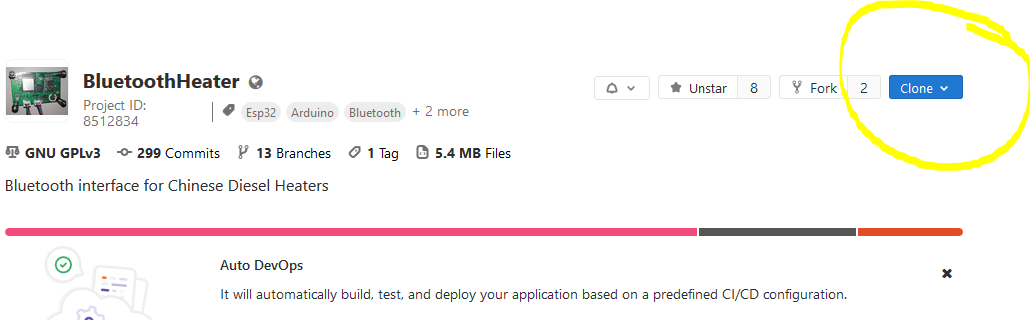 BluetoothHeater
Project ID:
8512834
Esp32 Arduino Bluetooth + 2 more
Unstar 8 Fork 2 Clone
GNU GPLv3 299 Commits 13 Branches 1 Tag 5.4 MB Files
Bluetooth interface for Chinese Diesel Heaters
Auto DevOps
It will automatically build, test, and deploy your application based on a predefined CI/CD configuration.